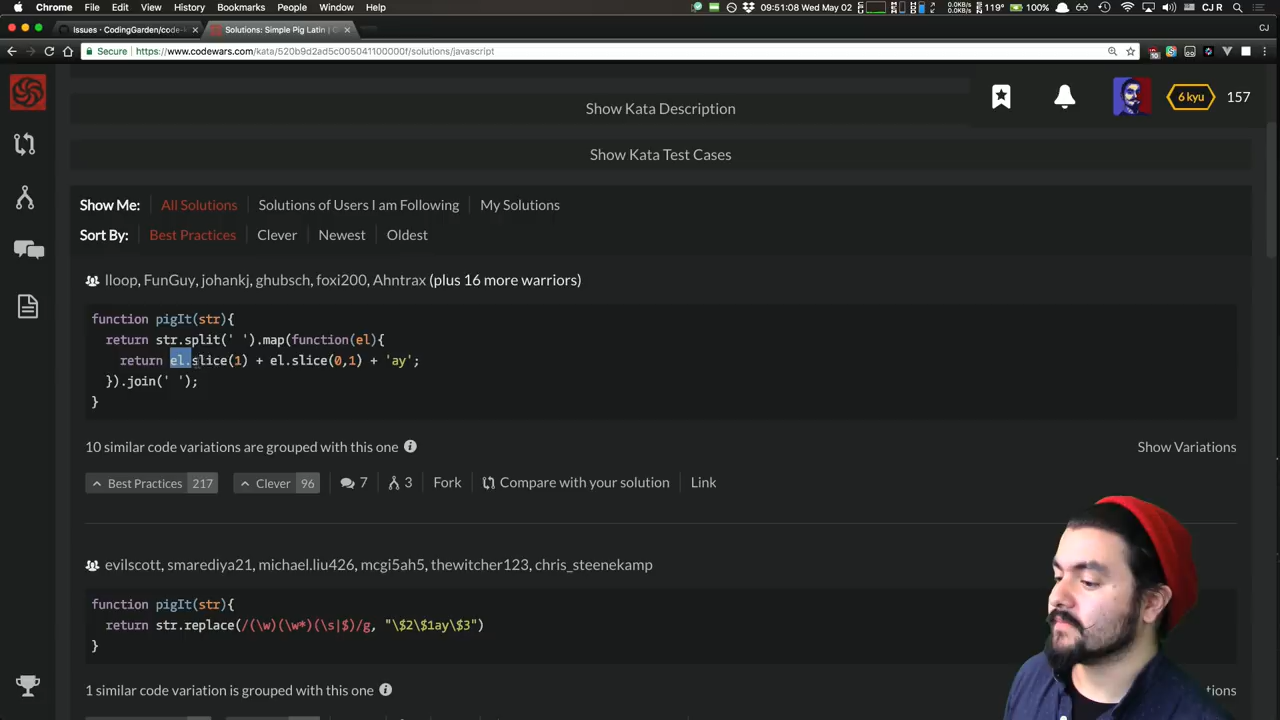 Chrome File Edit View History Bookmarks People Window Help 09:51:08 Wed May 02 0.0KB/s 0.0KB/s 119° 100% CJ R
Issues · CodingGarden/code-k × Solutions: Simple Pig Latin | C × CJ
Secure https://www.codewars.com/kata/520b9d2ad5c005041100000f/solutions/javascript 10
6 kyu 157
Show Kata Description
Show Kata Test Cases
Show Me: All Solutions Solutions of Users I am Following My Solutions
Sort By: Best Practices Clever Newest Oldest
lloop, FunGuy, johankj, ghubsch, foxi200, Ahntrax (plus 16 more warriors)
function pigIt(str){
return str.split(' ').map(function(el){
return el.slice(1) + el.slice(0,1) + 'ay';
}).join(' ');
}
10 similar code variations are grouped with this one Show Variations
Best Practices 217 Clever 96 7 3 Fork Compare with your solution Link
evilscott, smarediya21, michael.liu426, mcgi5ah5, thewitcher123, chris_steenekamp
function pigIt(str){
return str.replace(/(\w)(\w*)(\s|$)/g, "\$2\$1ay\$3")
}
1 similar code variation is grouped with this one